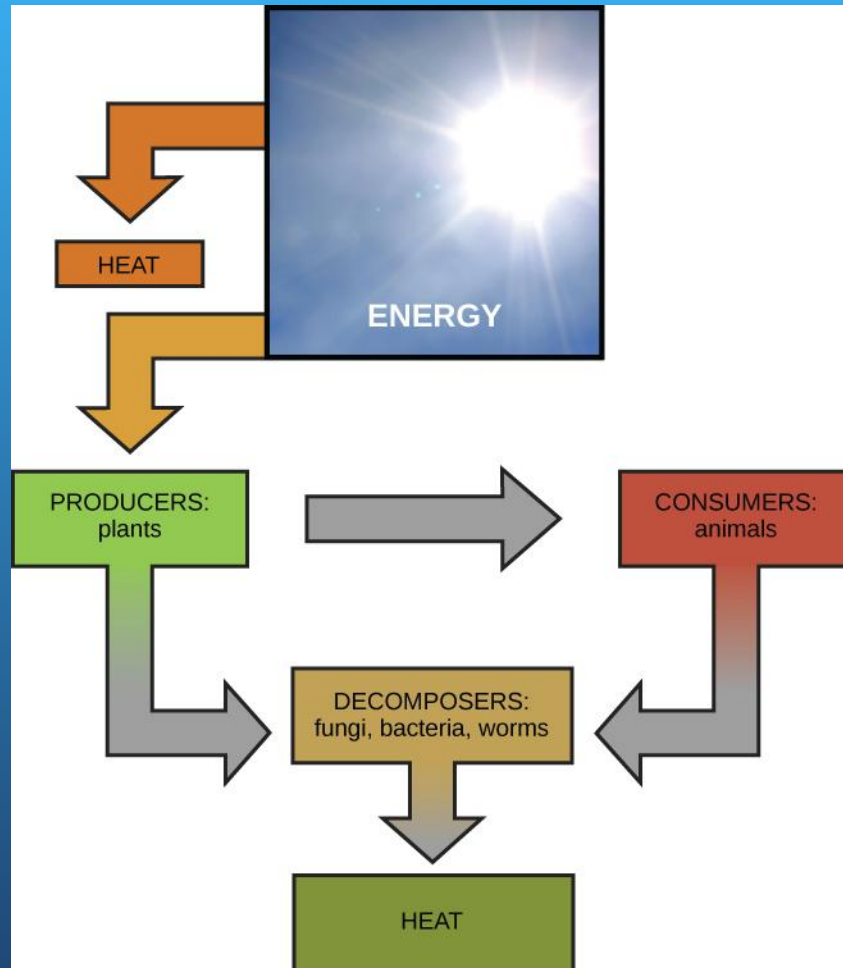 ENERGY
HEAT
PRODUCERS:
plants
CONSUMERS:
animals
DECOMPOSERS:
fungi, bacteria, worms
HEAT